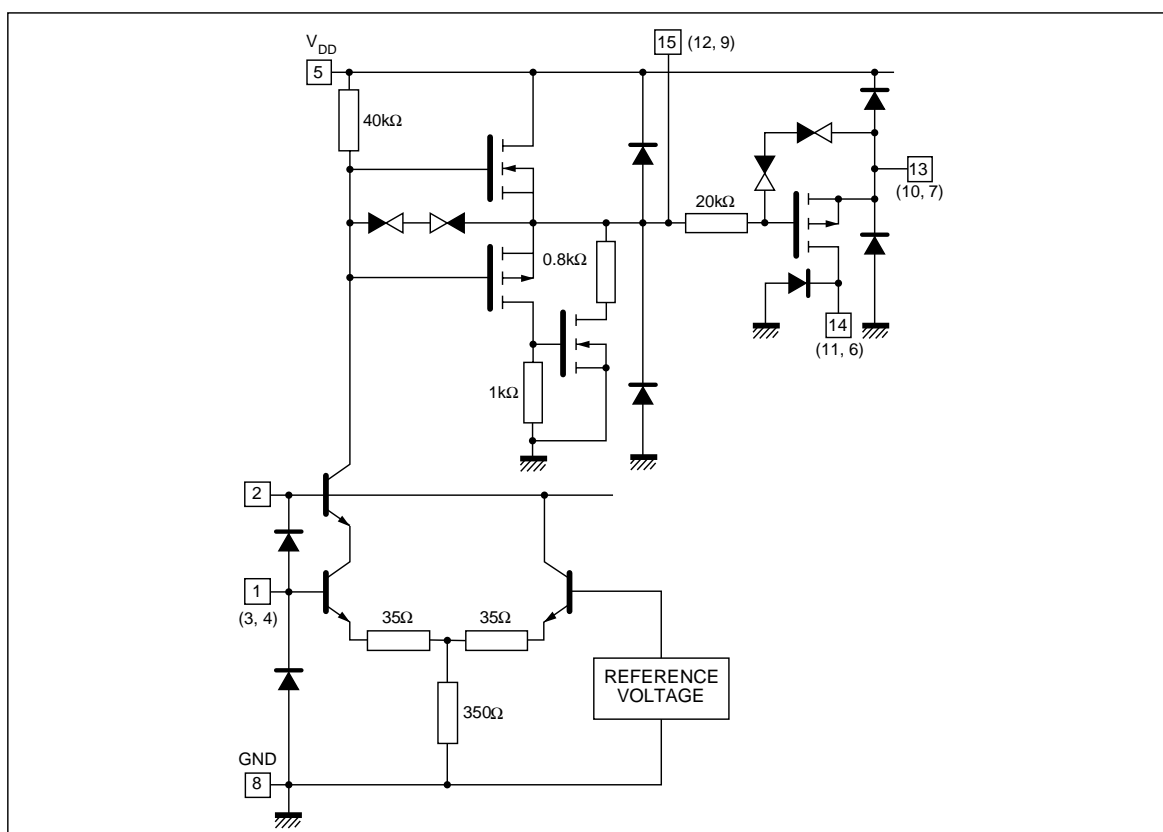 V_DD
5
40kΩ
15 (12, 9)
13
(10, 7)
20kΩ
0.8kΩ
14
(11, 6)
1kΩ
2
1
(3, 4)
35Ω
35Ω
350Ω
REFERENCE
VOLTAGE
GND
8